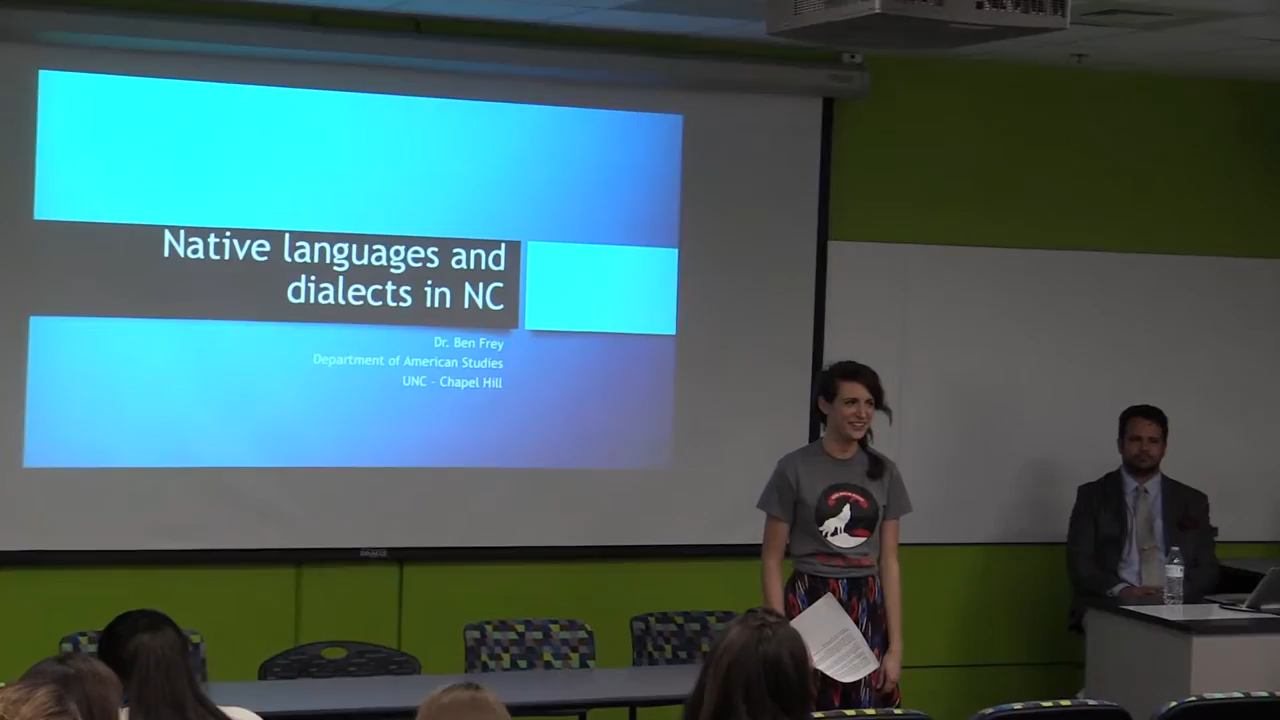 Native languages and
dialects in NC
Dr. Ben Frey
Department of American Studies
UNC - Chapel Hill